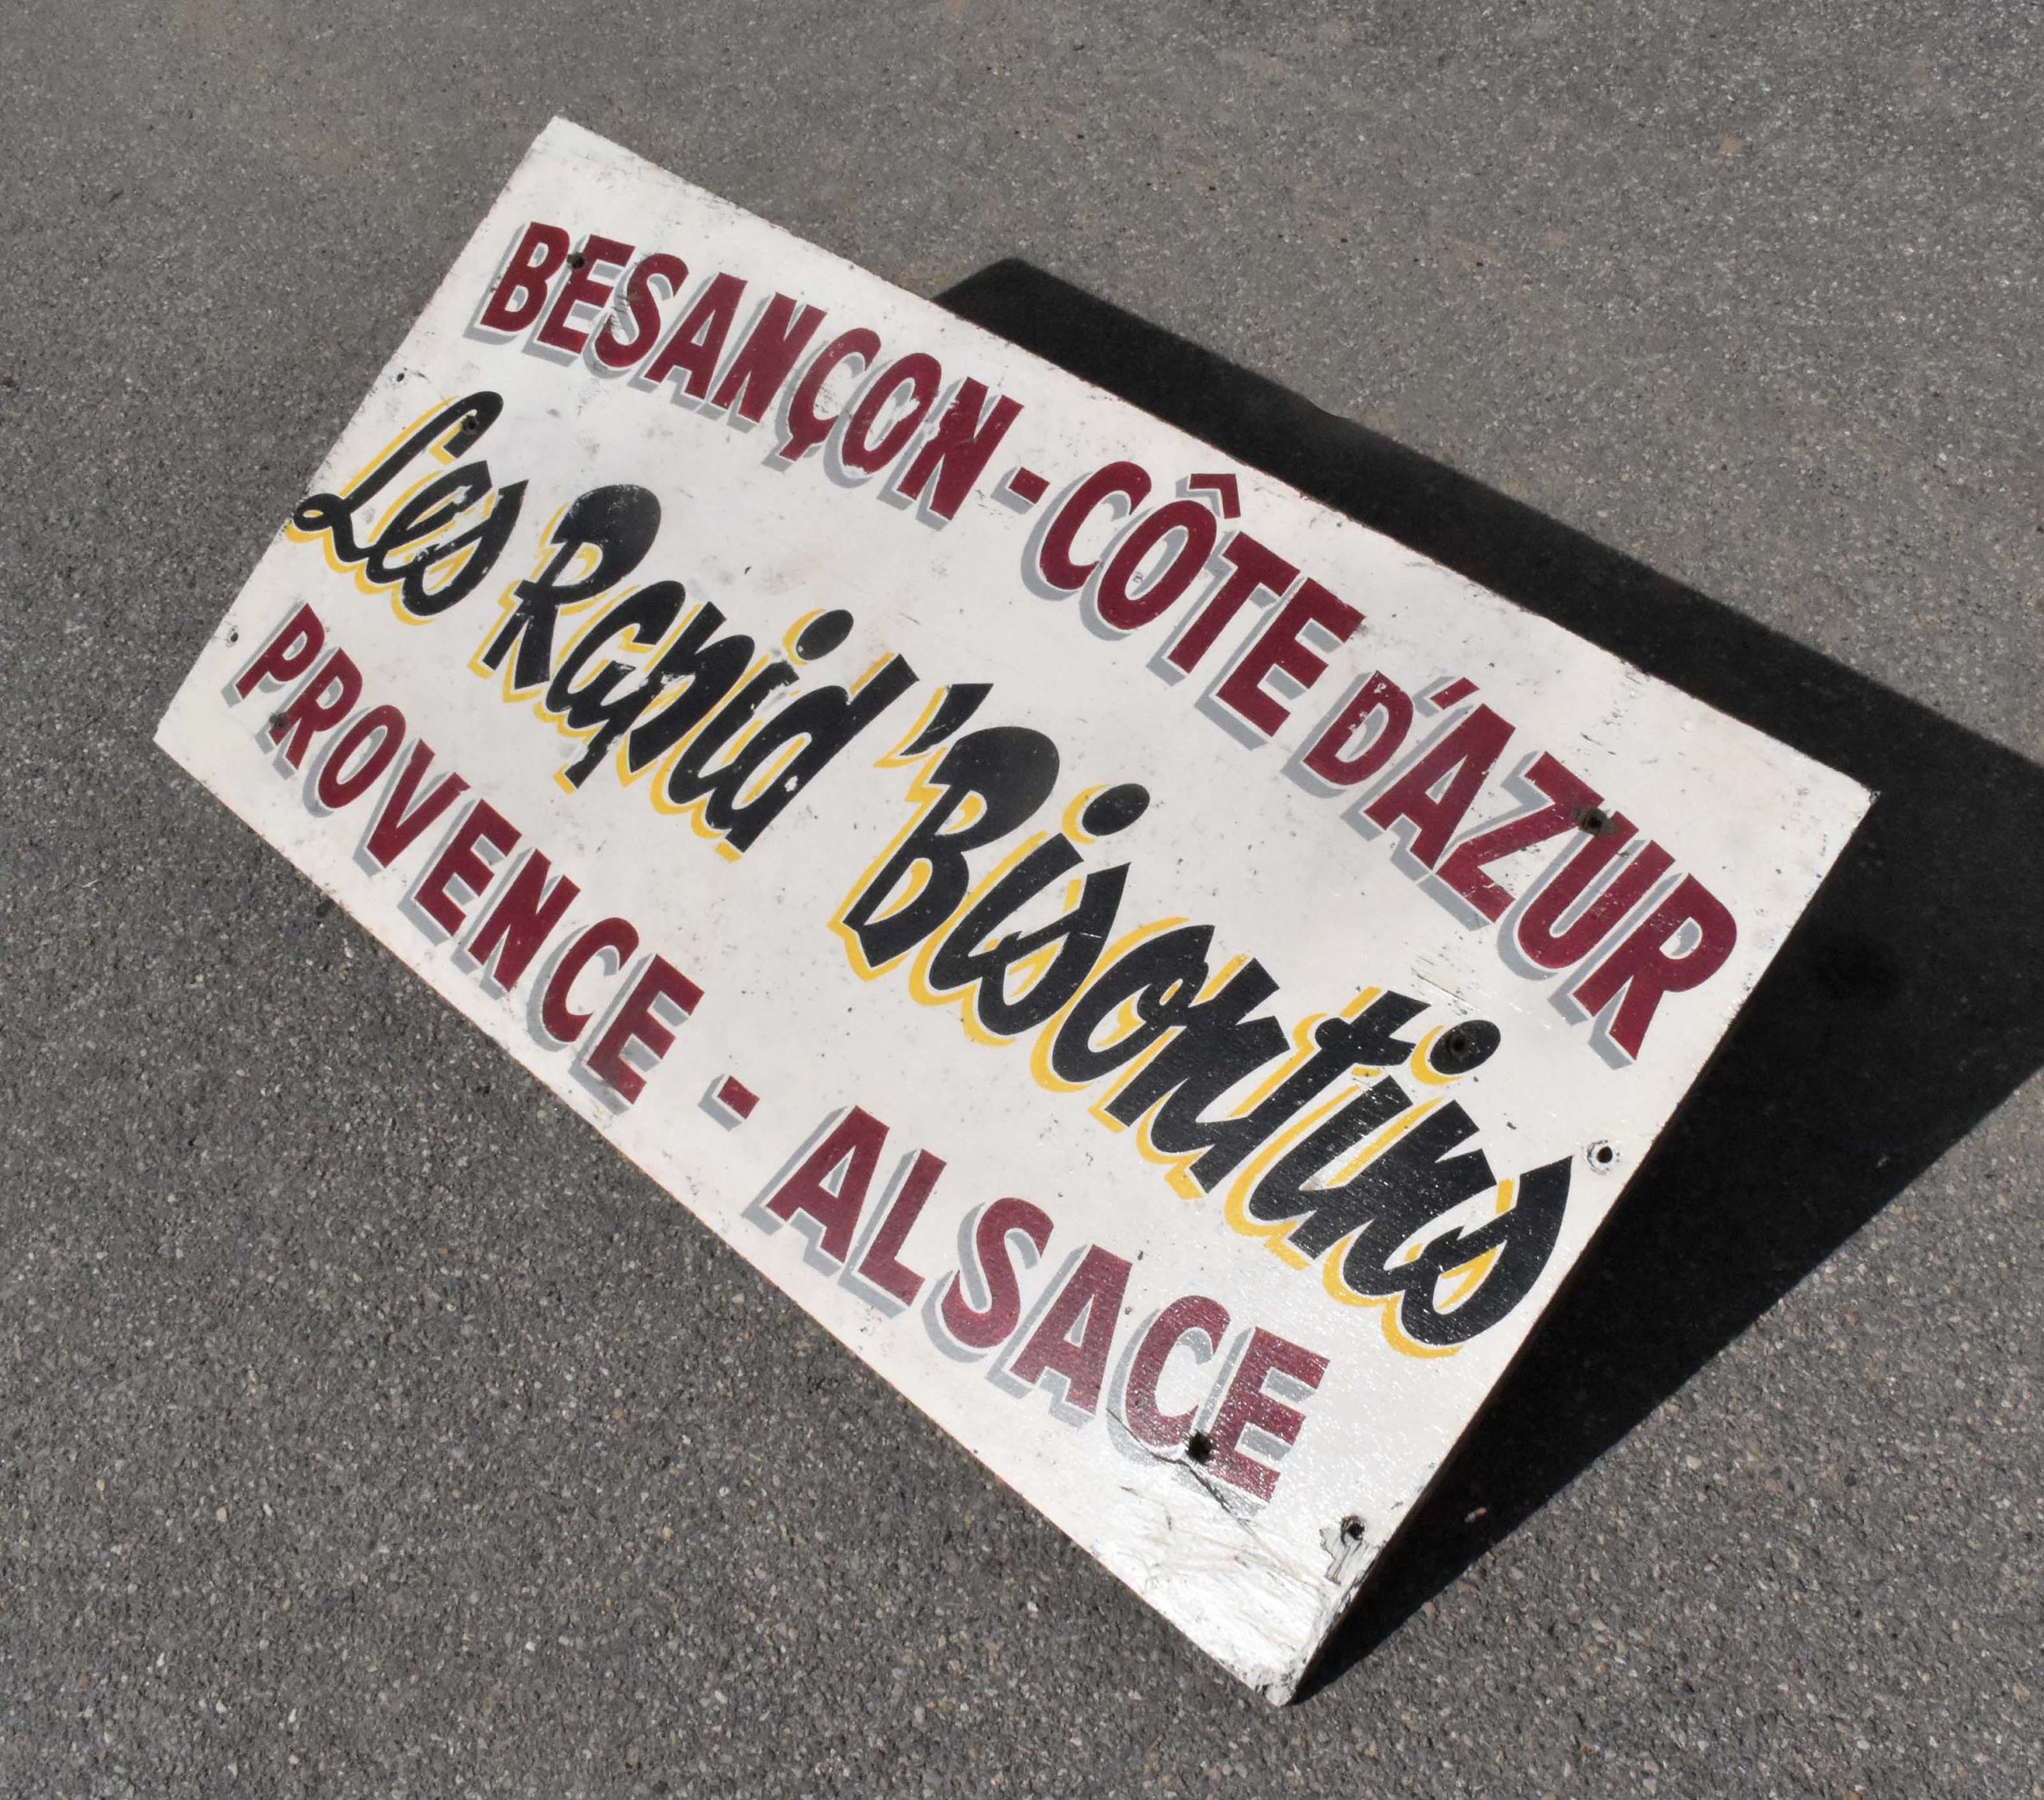 BESANÇON - CÔTE D'AZUR
Les Rapid 'Bisontins
PROVENCE - ALSACE